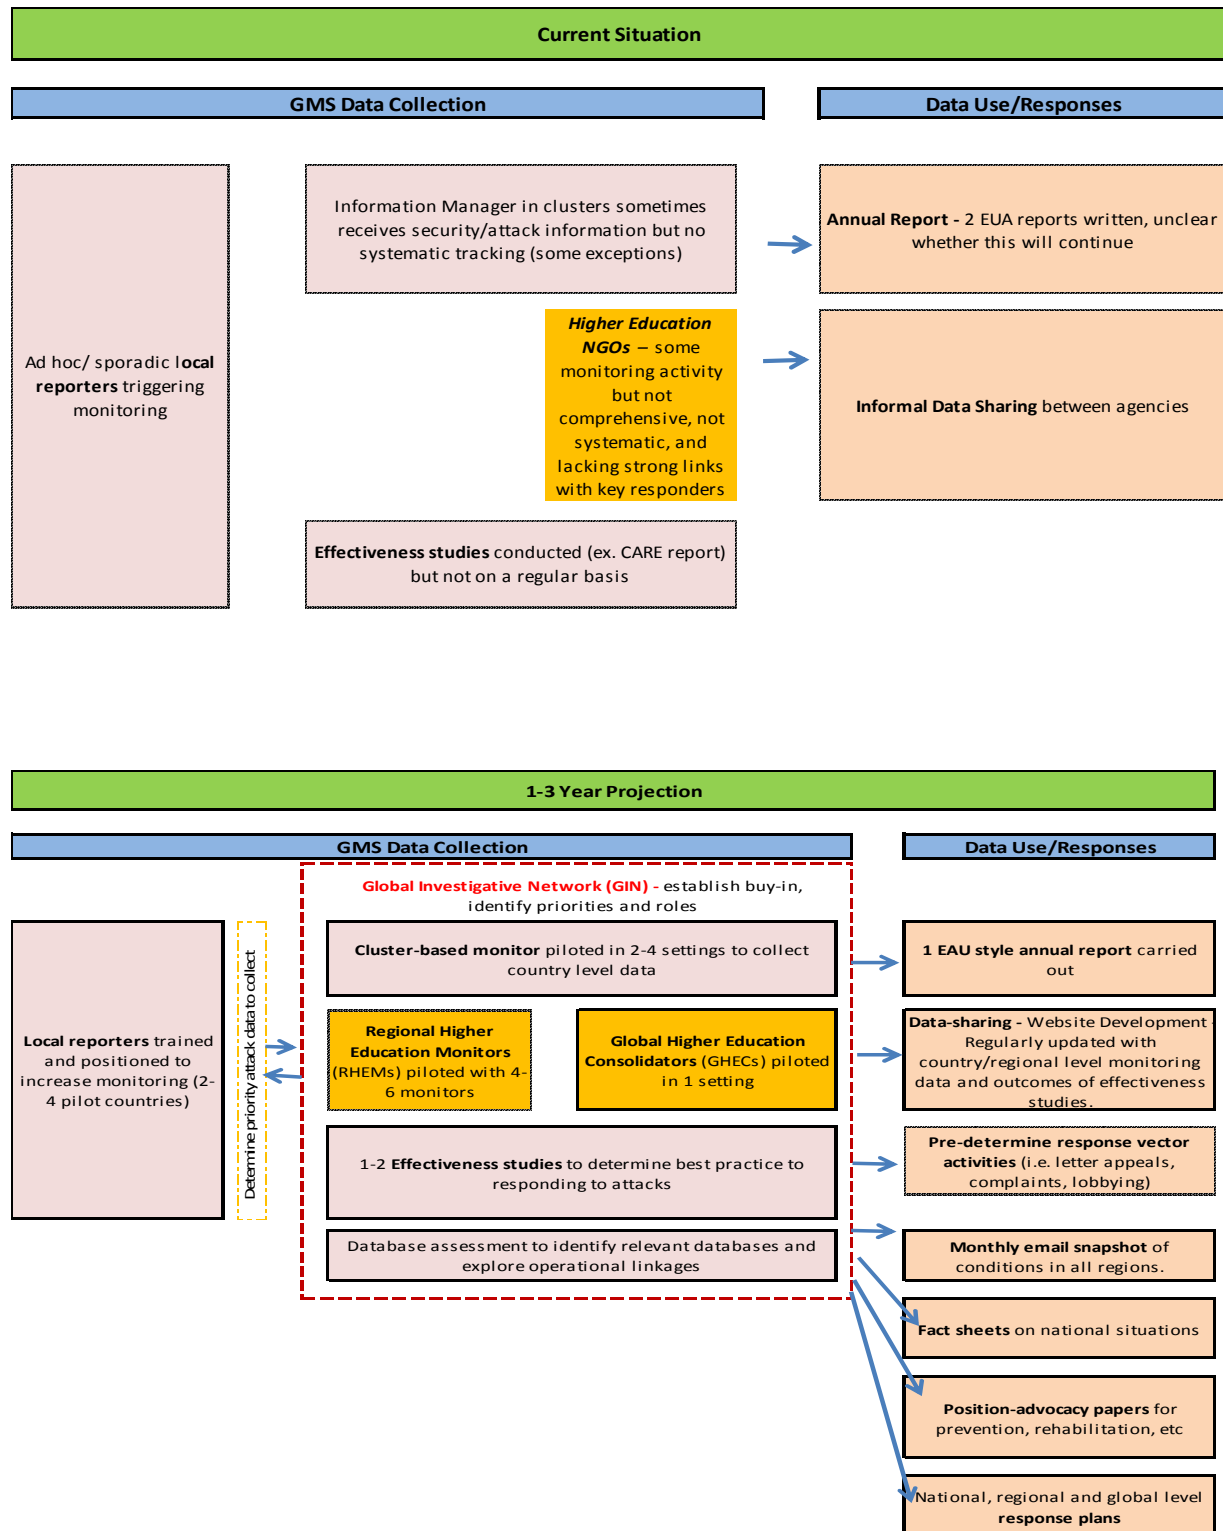 Current Situation
GMS Data Collection
Data Use/Responses
Ad hoc/ sporadic local
reporters triggering
monitoring
Information Manager in clusters sometimes
receives security/attack information but no
systematic tracking (some exceptions)
Annual Report - 2 EUA reports written, unclear
whether this will continue
Higher Education
NGOs – some
monitoring activity
but not
comprehensive, not
systematic, and
lacking strong links
with key responders
Informal Data Sharing between agencies
Effectiveness studies conducted (ex. CARE report)
but not on a regular basis
1-3 Year Projection
GMS Data Collection
Data Use/Responses
Global Investigative Network (GIN) - establish buy-in,
identify priorities and roles
Local reporters trained
and positioned to
increase monitoring (2-
4 pilot countries)
Determine priority attack data to collect
Cluster-based monitor piloted in 2-4 settings to collect
country level data
1 EAU style annual report carried
out
Regional Higher
Education Monitors
(RHEMs) piloted with 4-
6 monitors
Global Higher Education
Consolidators (GHECs) piloted
in 1 setting
Data-sharing - Website Development -
Regularly updated with
country/regional level monitoring
data and outcomes of effectiveness
studies.
1-2 Effectiveness studies to determine best practice to
responding to attacks
Pre-determine response vector
activities (i.e. letter appeals,
complaints, lobbying)
Database assessment to identify relevant databases and
explore operational linkages
Monthly email snapshot of
conditions in all regions.
Fact sheets on national situations
Position-advocacy papers for
prevention, rehabilitation, etc
National, regional and global level
response plans